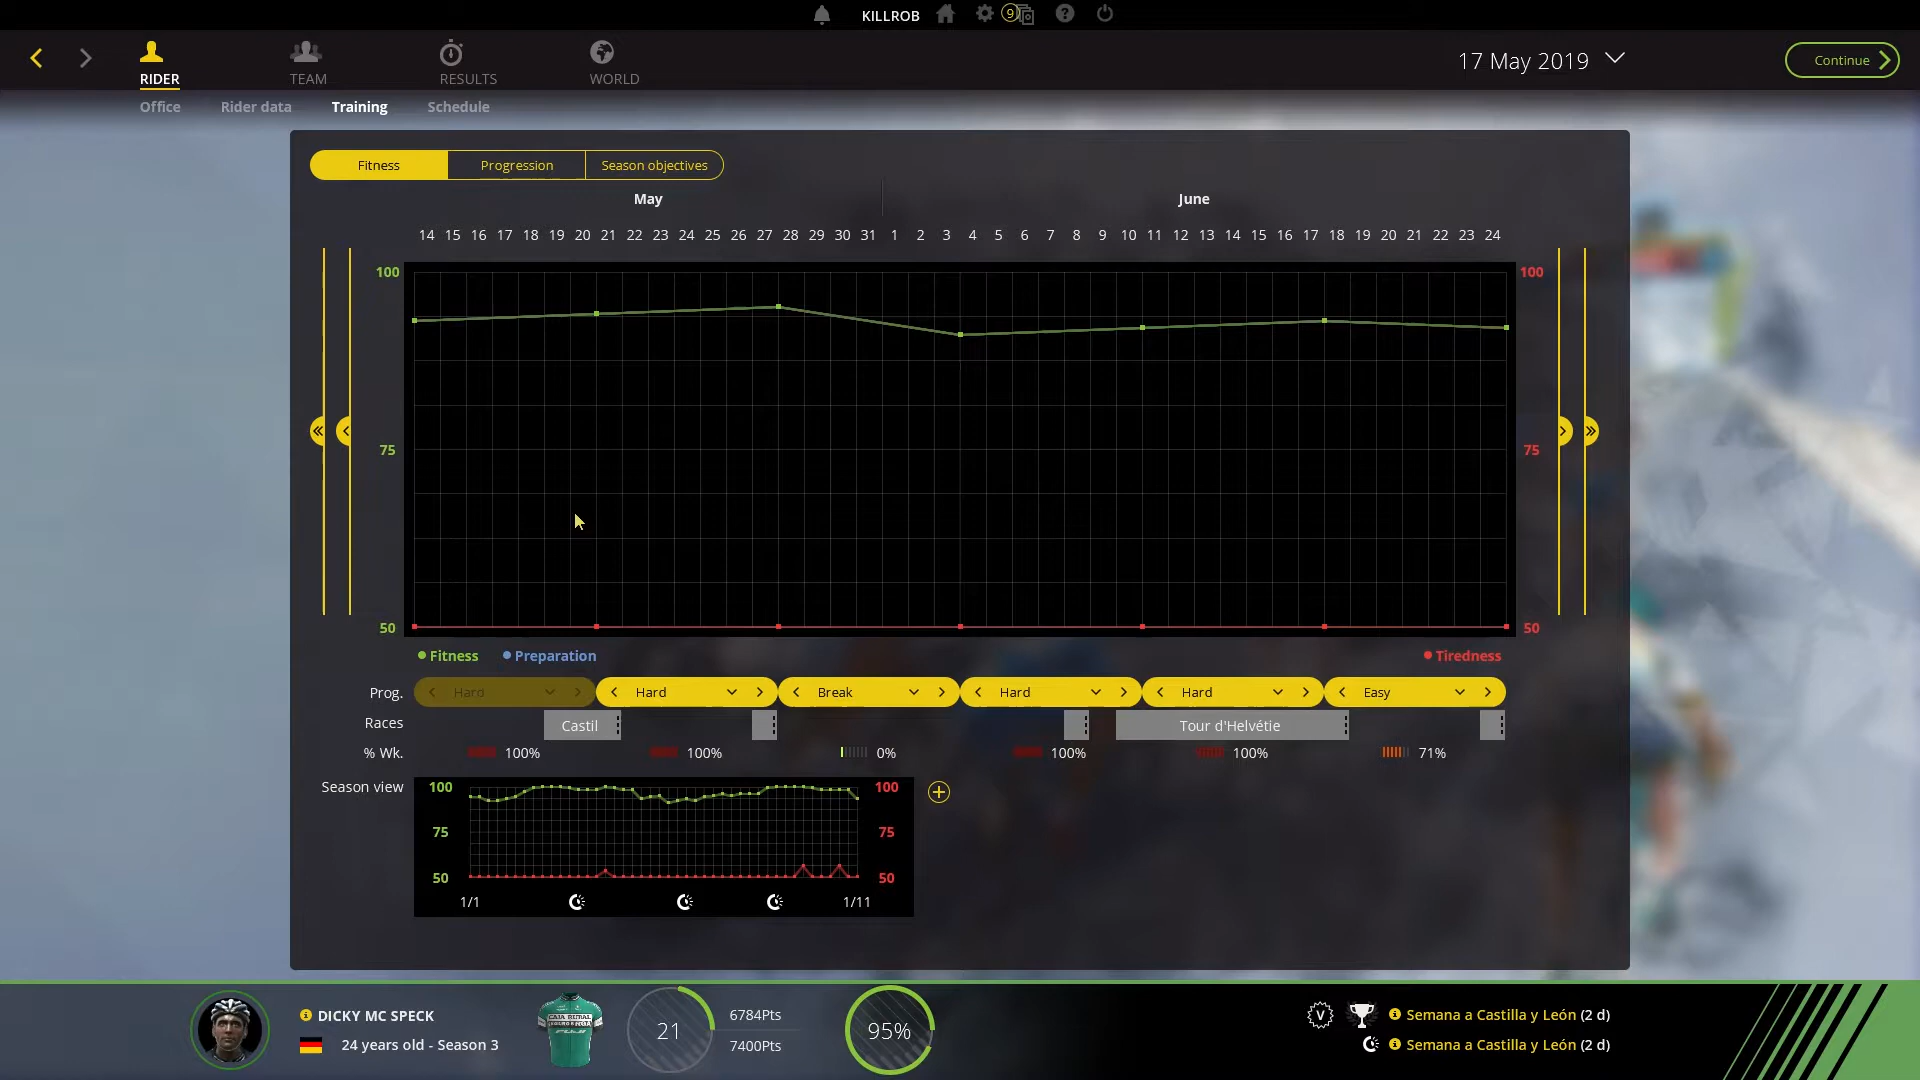 KILLROB
9
RIDER
TEAM
RESULTS
WORLD
17 May 2019
Continue
Office
Rider data
Training
Schedule
Fitness
Progression
Season objectives
May
June
14 15 16 17 18 19 20 21 22 23 24 25 26 27 28 29 30 31 1 2 3 4 5 6 7 8 9 10 11 12 13 14 15 16 17 18 19 20 21 22 23 24
100
100
75
75
50
50
Fitness
Preparation
Tiredness
Prog.
Hard
Hard
Break
Hard
Hard
Easy
Races
Castil
Tour d'Helvétie
% Wk.
100%
100%
0%
100%
100%
71%
Season view
100
100
75
75
50
50
1/1
1/11
DICKY MC SPECK
24 years old - Season 3
CAJA RURAL
21
6784Pts
7400Pts
95%
V
Semana a Castilla y León (2 d)
Semana a Castilla y León (2 d)